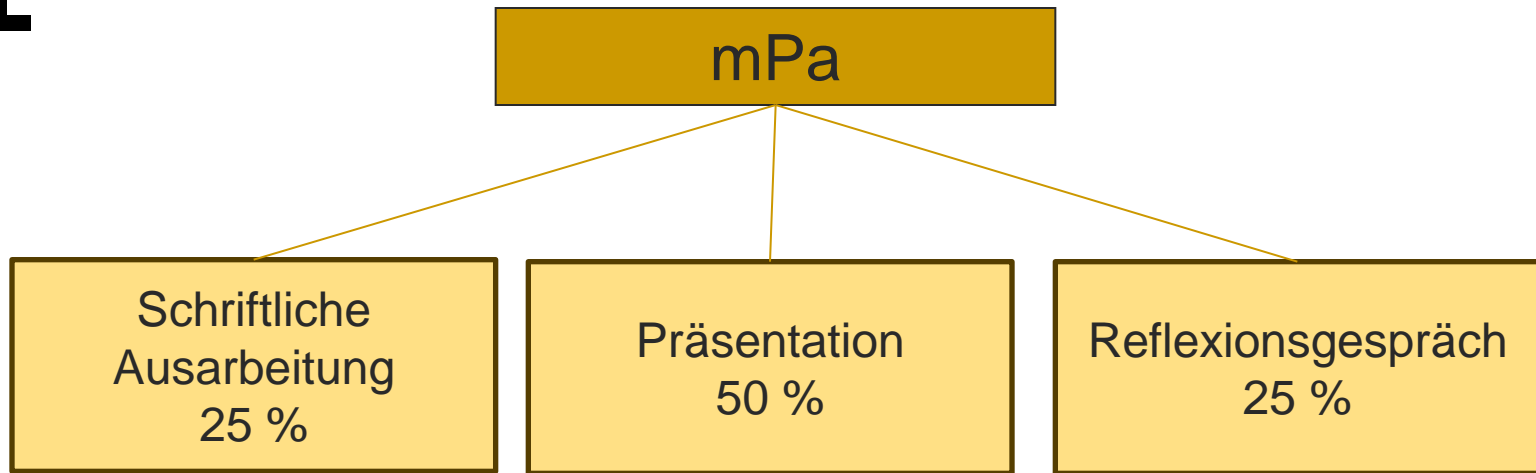 mPa
Schriftliche
Ausarbeitung
25 %
Präsentation
50 %
Reflexionsgespräch
25 %